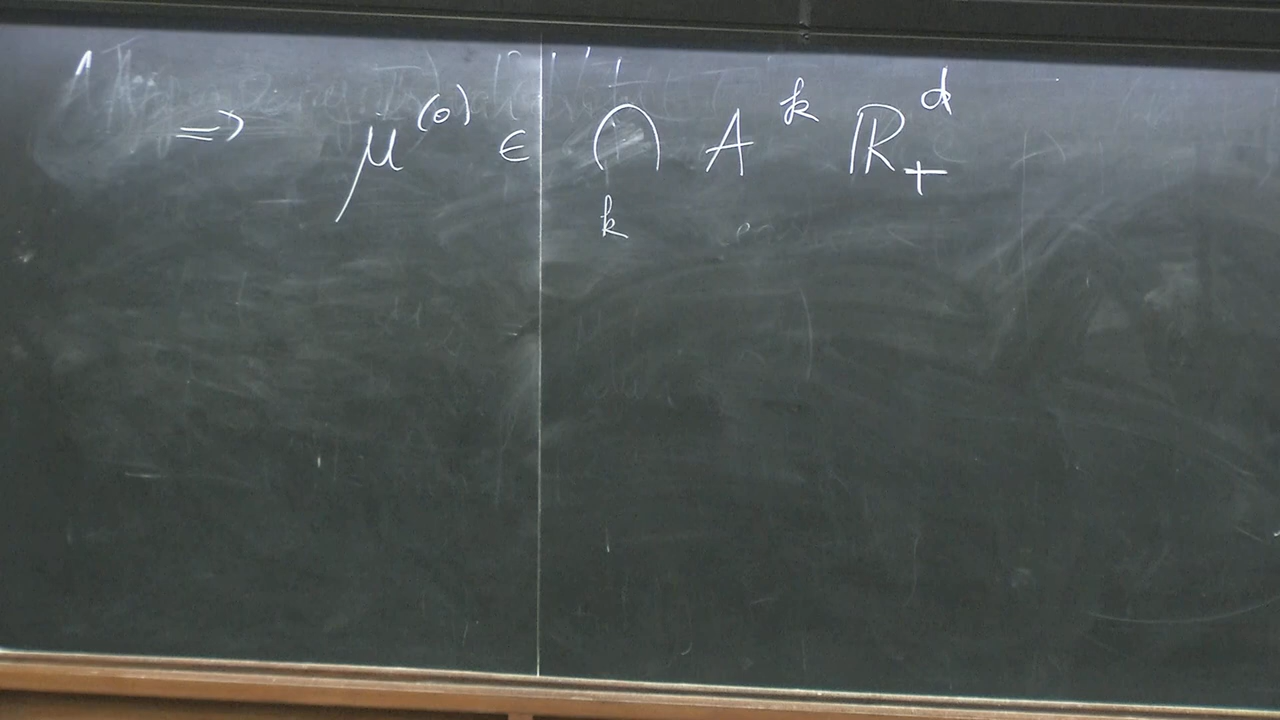 ⇒ μ^(0) ∈ ⋂_k A^k ℝ_+^d